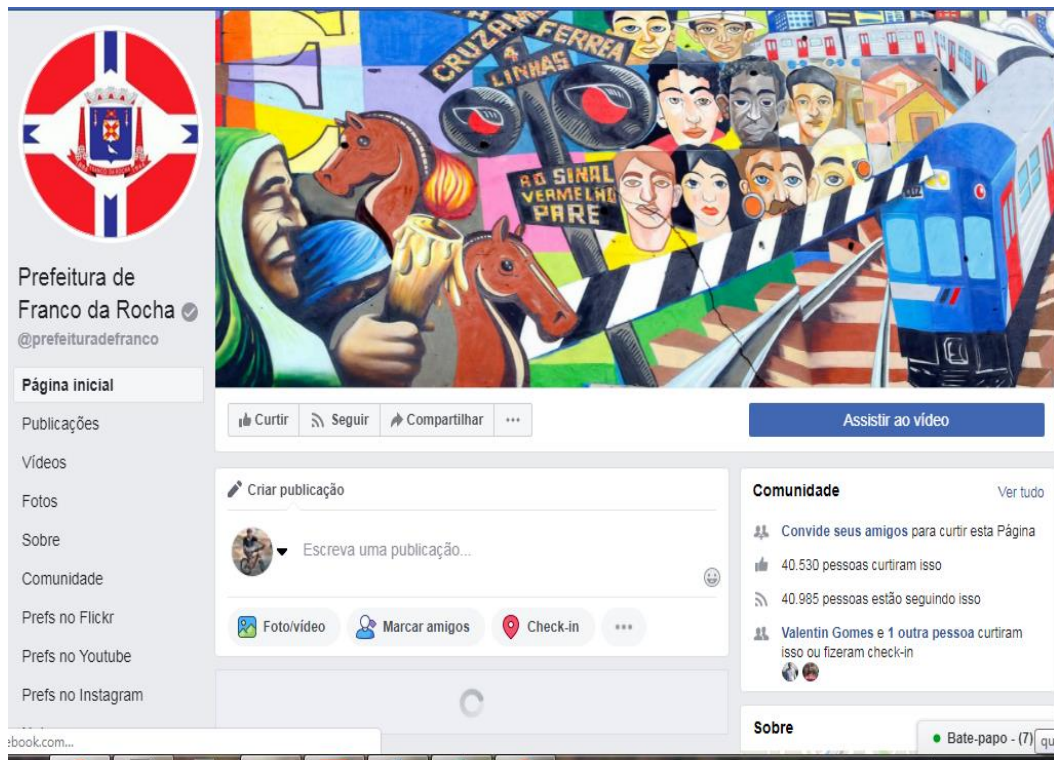 CRUZAM
FERREA
4
LINHAS
AO SINAL
VERMELHO
PARE
Prefeitura de
Franco da Rocha
@prefeituradefranco
Página inicial
Publicações
Vídeos
Fotos
Sobre
Comunidade
Prefs no Flickr
Prefs no Youtube
Prefs no Instagram
ebook.com...
Curtir
Seguir
Compartilhar
Assistir ao vídeo
Criar publicação
Escreva uma publicação...
Foto/vídeo
Marcar amigos
Check-in
Comunidade
Ver tudo
Convide seus amigos para curtir esta Página
40.530 pessoas curtiram isso
40.985 pessoas estão seguindo isso
Valentin Gomes e 1 outra pessoa curtiram
isso ou fizeram check-in
Sobre
Bate-papo - (7)
qu